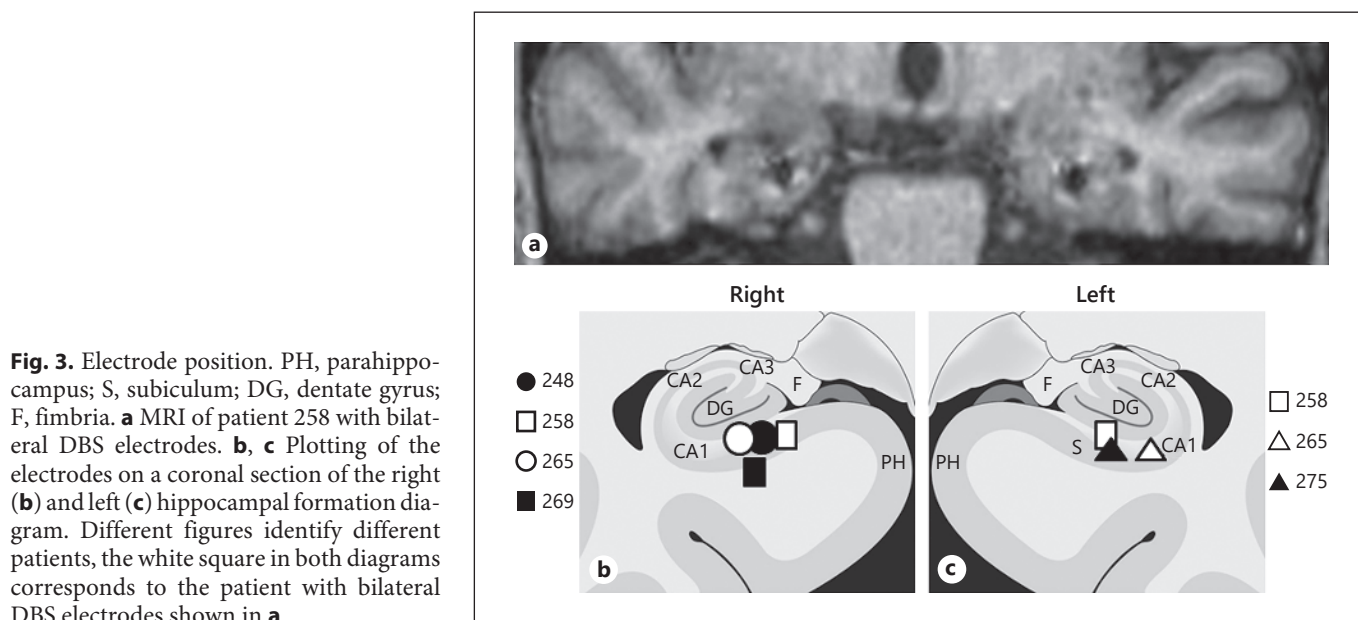 Fig. 3. Electrode position. PH, parahippo-
campus; S, subiculum; DG, dentate gyrus;
F, fimbria. a MRI of patient 258 with bilat-
eral DBS electrodes. b, c Plotting of the
electrodes on a coronal section of the right
(b) and left (c) hippocampal formation dia-
gram. Different figures identify different
patients, the white square in both diagrams
corresponds to the patient with bilateral
DBS electrodes shown in a.
a
Right
248
258
265
269
CA2
CA3
F
DG
CA1
PH
b
Left
PH
F
CA3
CA2
DG
S
CA1
c
258
265
275